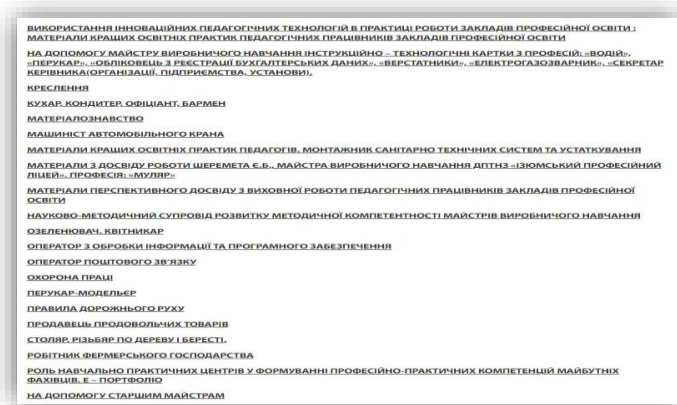 ВИКОРИСТАННЯ ІННОВАЦІЙНИХ ПЕДАГОГІЧНИХ ТЕХНОЛОГІЙ В ПРАКТИЦІ РОБОТИ ЗАКЛАДІВ ПРОФЕСІЙНОЇ ОСВІТИ :
МАТЕРІАЛИ КРАЩИХ ОСВІТНІХ ПРАКТИК ПЕДАГОГІЧНИХ ПРАЦІВНИКІВ ЗАКЛАДІВ ПРОФЕСІЙНОЇ ОСВІТИ
НА ДОПОМОГУ МАЙСТРУ ВИРОБНИЧОГО НАВЧАННЯ ІНСТРУКЦІЙНО – ТЕХНОЛОГІЧНІ КАРТКИ З ПРОФЕСІЙ: «ВОДІЙ»,
«ПЕРУКАР», «ОБЛІКОВЕЦЬ З РЕЄСТРАЦІЇ БУХГАЛТЕРСЬКИХ ДАНИХ», «ВЕРСТАТНИКИ», «ЕЛЕКТРОГАЗОЗВАРНИК», «СЕКРЕТАР
КЕРІВНИКА(ОРГАНІЗАЦІЇ, ПІДПРИЄМСТВА, УСТАНОВИ).
КРЕСЛЕННЯ
КУХАР, КОНДИТЕР, ОФІЦІАНТ, БАРМЕН
МАТЕРІАЛОЗНАВСТВО
МАШИНІСТ АВТОМОБІЛЬНОГО КРАНА
МАТЕРІАЛИ КРАЩИХ ОСВІТНІХ ПРАКТИК ПЕДАГОГІВ. МОНТАЖНИК САНІТАРНО ТЕХНІЧНИХ СИСТЕМ ТА УСТАТКУВАННЯ
МАТЕРІАЛИ З ДОСВІДУ РОБОТИ ШЕРЕМЕТА Є.Б., МАЙСТРА ВИРОБНИЧОГО НАВЧАННЯ ДПТНЗ «ІЗЮМСЬКИЙ ПРОФЕСІЙНИЙ
ЛІЦЕЙ». ПРОФЕСІЯ: «МУЛЯР»
МАТЕРІАЛИ ПЕРСПЕКТИВНОГО ДОСВІДУ З ВИХОВНОЇ РОБОТИ ПЕДАГОГІЧНИХ ПРАЦІВНИКІВ ЗАКЛАДІВ ПРОФЕСІЙНОЇ
ОСВІТИ
НАУКОВО-МЕТОДИЧНИЙ СУПРОВІД РОЗВИТКУ МЕТОДИЧНОЇ КОМПЕТЕНТНОСТІ МАЙСТРІВ ВИРОБНИЧОГО НАВЧАННЯ
ОЗЕЛЕНЮВАЧ. КВІТНИКАР
ОПЕРАТОР З ОБРОБКИ ІНФОРМАЦІЇ ТА ПРОГРАМНОГО ЗАБЕЗПЕЧЕННЯ
ОПЕРАТОР ПОШТОВОГО ЗВ'ЯЗКУ
ОХОРОНА ПРАЦІ
ПЕРУКАР-МОДЕЛЬЄР
ПРАВИЛА ДОРОЖНЬОГО РУХУ
ПРОДАВЕЦЬ ПРОДОВОЛЬЧИХ ТОВАРІВ
СТОЛЯР. РІЗЬБЯР ПО ДЕРЕВУ І БЕРЕСТІ.
РОБІТНИК ФЕРМЕРСЬКОГО ГОСПОДАРСТВА
РОЛЬ НАВЧАЛЬНО ПРАКТИЧНИХ ЦЕНТРІВ У ФОРМУВАННІ ПРОФЕСІЙНО-ПРАКТИЧНИХ КОМПЕТЕНЦІЙ МАЙБУТНІХ
ФАХІВЦІВ. Е – ПОРТФОЛІО
НА ДОПОМОГУ СТАРШИМ МАЙСТРАМ